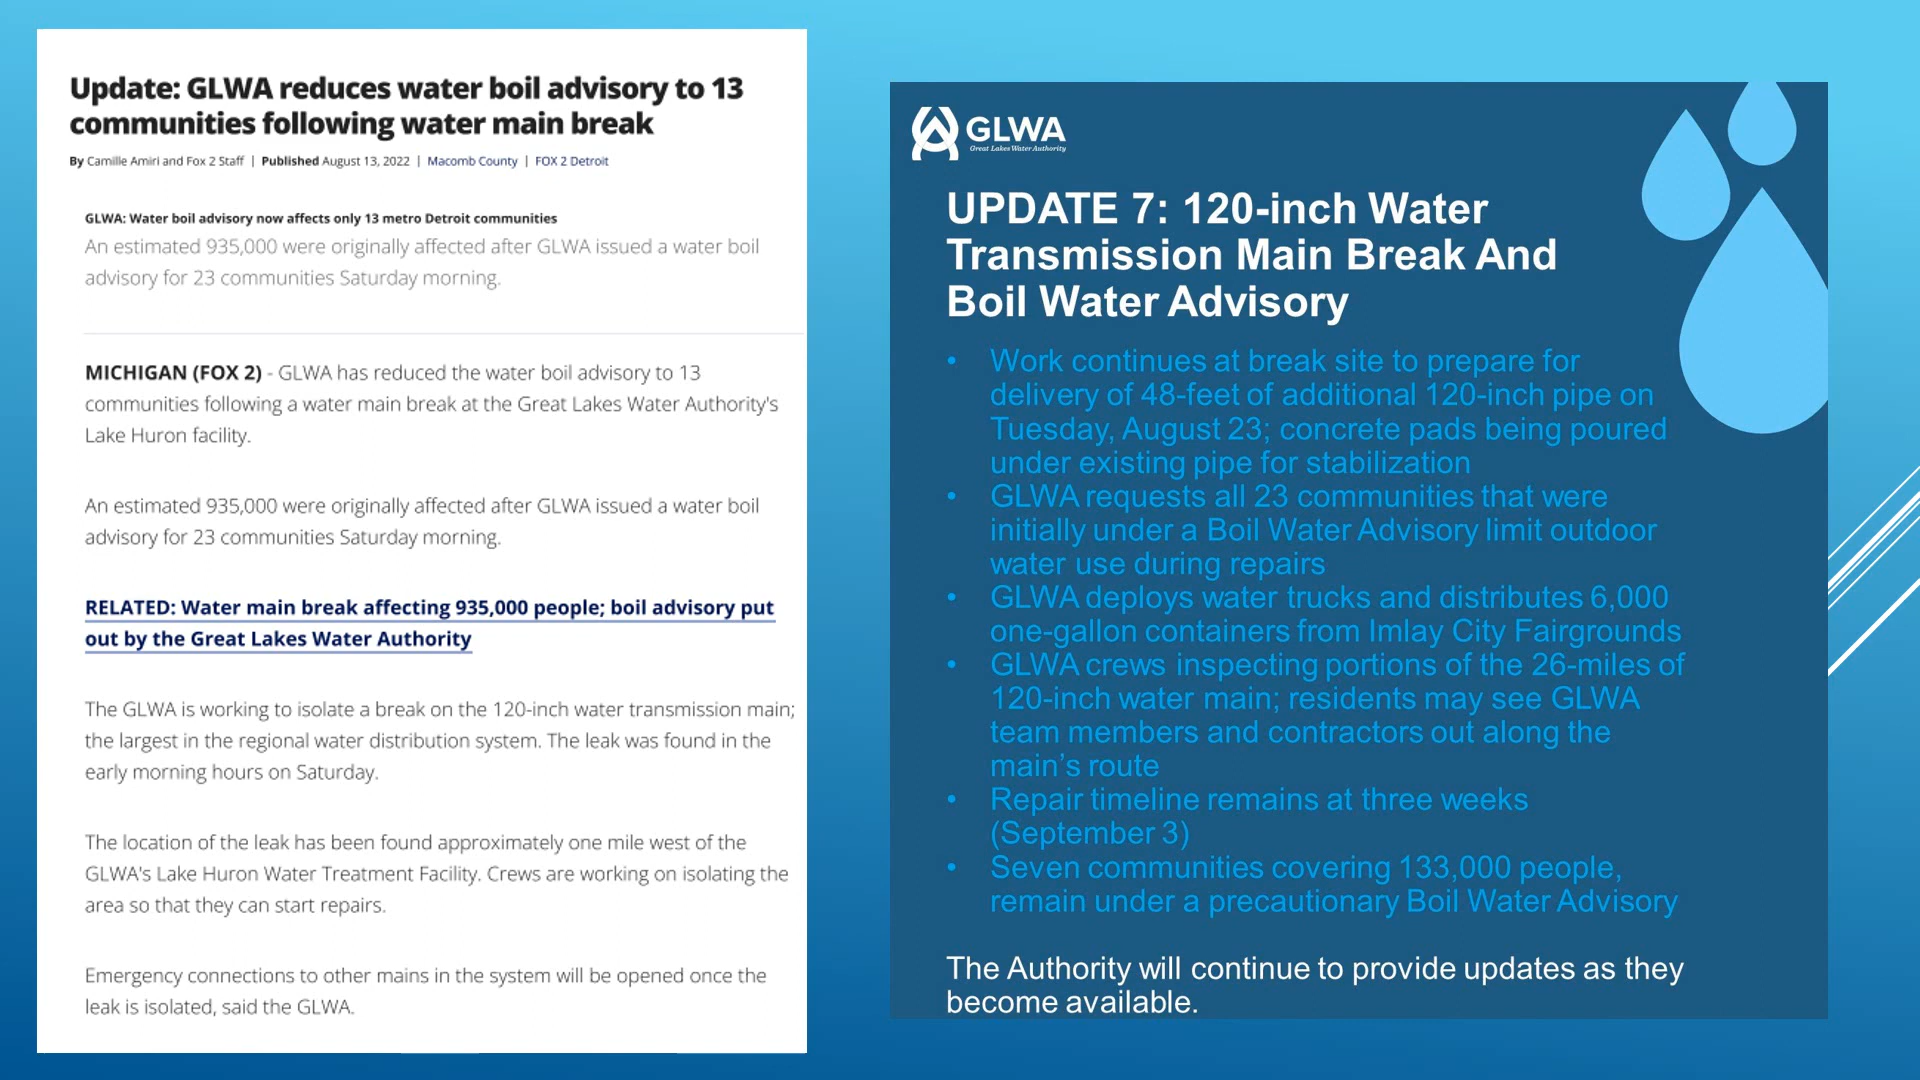 Update: GLWA reduces water boil advisory to 13
communities following water main break
By Camille Amiri and Fox 2 Staff | Published August 13, 2022 | Macomb County | FOX 2 Detroit
GLWA: Water boil advisory now affects only 13 metro Detroit communities
An estimated 935,000 were originally affected after GLWA issued a water boil
advisory for 23 communities Saturday morning.
MICHIGAN (FOX 2) - GLWA has reduced the water boil advisory to 13
communities following a water main break at the Great Lakes Water Authority's
Lake Huron facility.
An estimated 935,000 were originally affected after GLWA issued a water boil
advisory for 23 communities Saturday morning.
RELATED: Water main break affecting 935,000 people; boil advisory put
out by the Great Lakes Water Authority
The GLWA is working to isolate a break on the 120-inch water transmission main;
the largest in the regional water distribution system. The leak was found in the
early morning hours on Saturday.
The location of the leak has been found approximately one mile west of the
GLWA's Lake Huron Water Treatment Facility. Crews are working on isolating the
area so that they can start repairs.
Emergency connections to other mains in the system will be opened once the
leak is isolated, said the GLWA.
GLWA
Great Lakes Water Authority
UPDATE 7: 120-inch Water
Transmission Main Break And
Boil Water Advisory
• Work continues at break site to prepare for
delivery of 48-feet of additional 120-inch pipe on
Tuesday, August 23; concrete pads being poured
under existing pipe for stabilization
• GLWA requests all 23 communities that were
initially under a Boil Water Advisory limit outdoor
water use during repairs
• GLWA deploys water trucks and distributes 6,000
one-gallon containers from Imlay City Fairgrounds
• GLWA crews inspecting portions of the 26-miles of
120-inch water main; residents may see GLWA
team members and contractors out along the
main’s route
• Repair timeline remains at three weeks
(September 3)
• Seven communities covering 133,000 people,
remain under a precautionary Boil Water Advisory
The Authority will continue to provide updates as they
become available.